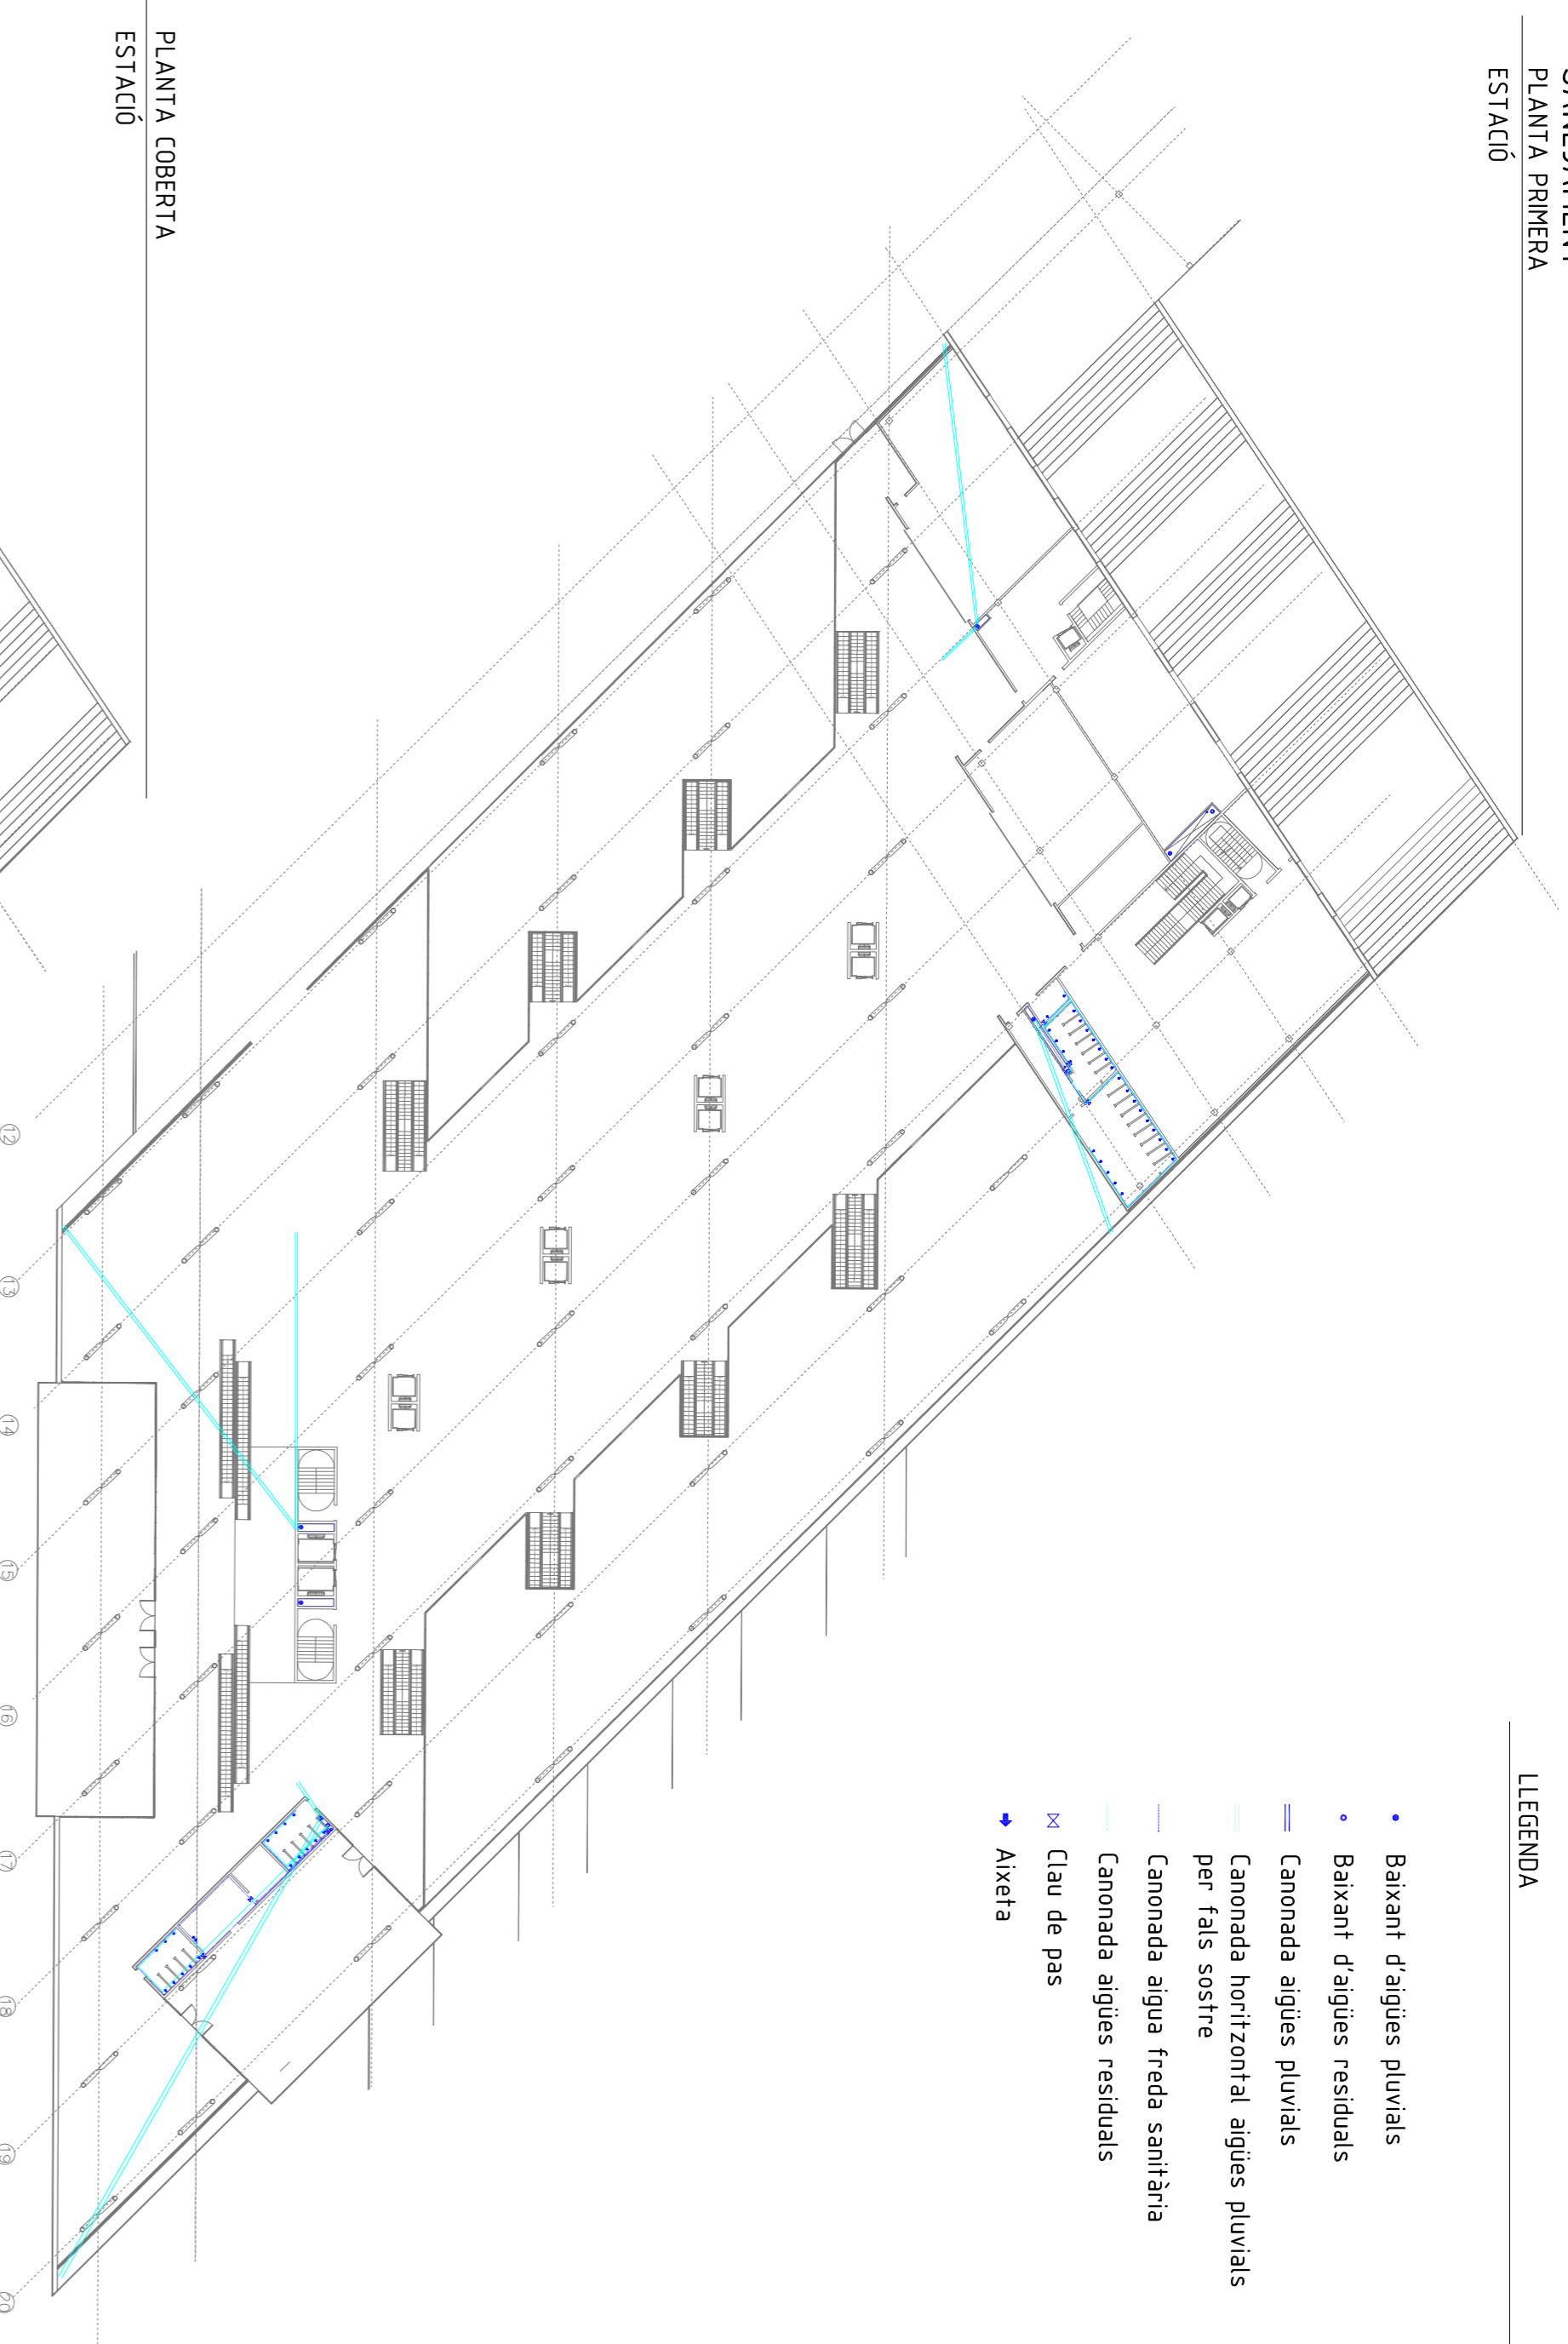 PLANTA PRIMERA
ESTACIÓ
LLEGENDA
Baixant d'aigües pluvials
Baixant d'aigües residuals
Canonada aigües pluvials
Canonada horitzontal aigües pluvials
per fals sostre
Canonada aigua freda sanitària
Canonada aigües residuals
Clau de pas
Aixeta
PLANTA COBERTA
ESTACIÓ
12
13
14
15
16
17
18
19
20